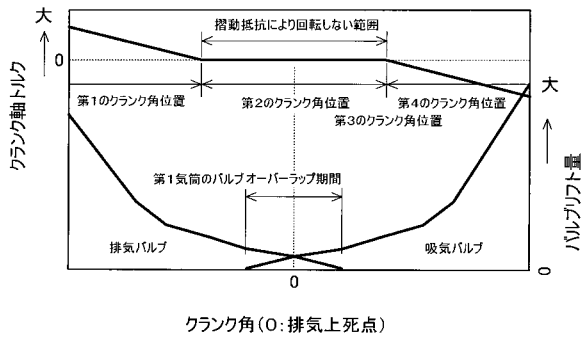 摺動抵抗により回転しない範囲
大
0
クランク軸トルク
第1のクランク角位置
第2のクランク角位置
第4のクランク角位置
第3のクランク角位置
大
第1気筒のバルブオーバーラップ期間
排気バルブ
吸気バルブ
バルブリフト量
0
0
クランク角(0:排気上死点)